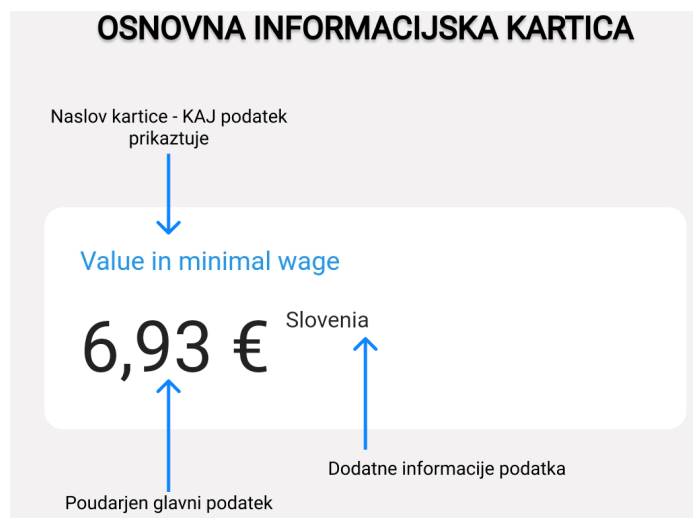 OSNOVNA INFORMACIJSKA KARTICA
Naslov kartice - KAJ podatek
prikaztuje
Value in minimal wage
6,93 €
Slovenia
Dodatne informacije podatka
Poudarjen glavni podatek